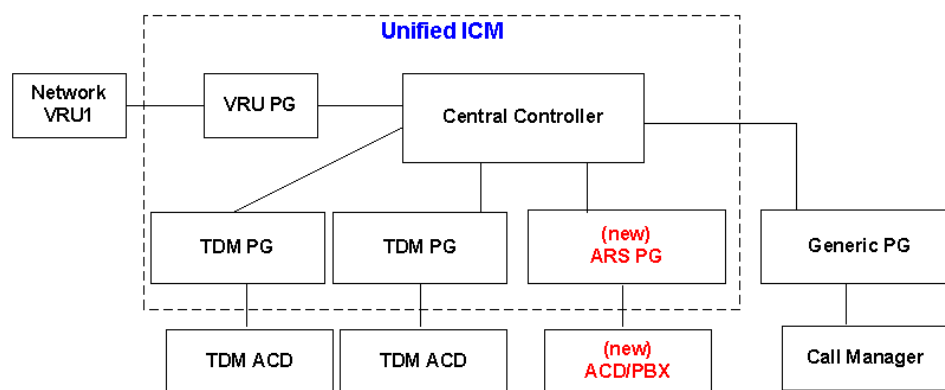 Unified ICM
Network
VRU1
VRU PG
Central Controller
TDM PG
TDM PG
(new)
ARS PG
Generic PG
TDM ACD
TDM ACD
(new)
ACD/PBX
Call Manager